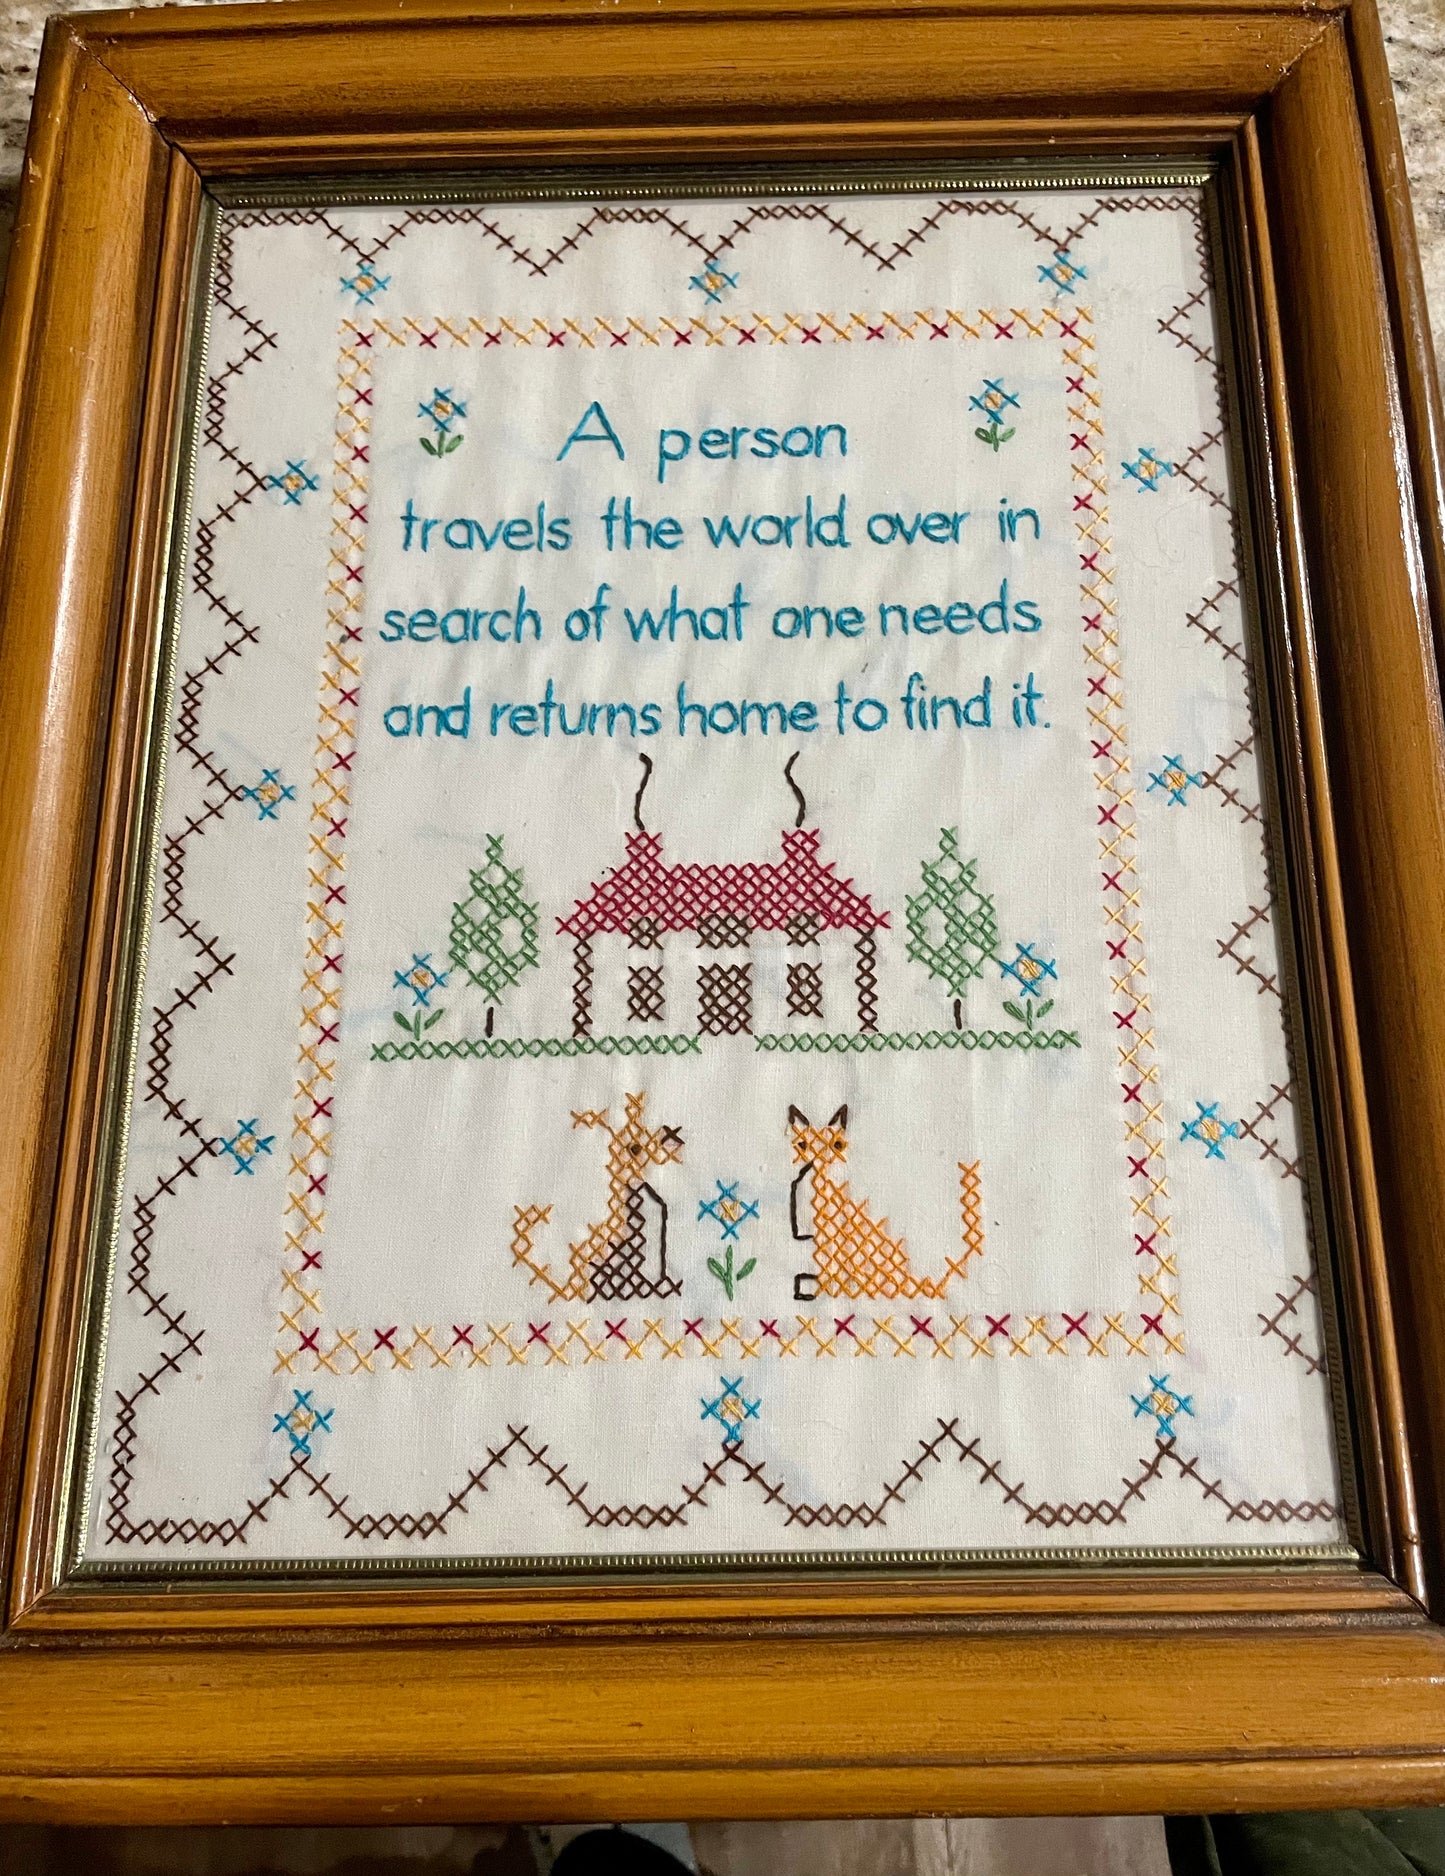 A person
travels the world over in
search of what one needs
and returns home to find it.